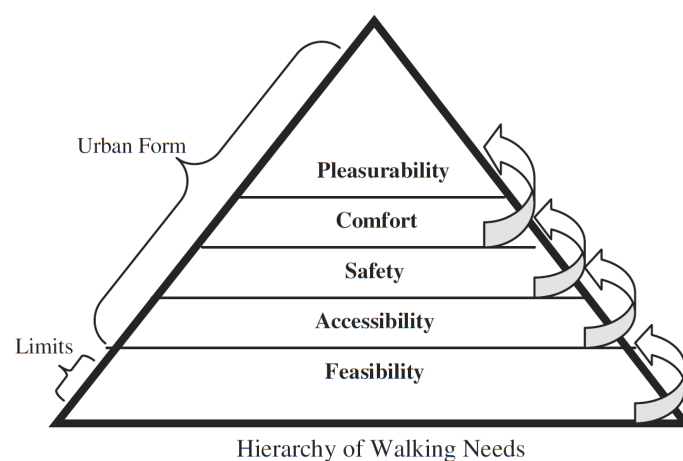 Urban Form
Pleasurability
Comfort
Safety
Accessibility
Limits
Feasibility
Hierarchy of Walking Needs